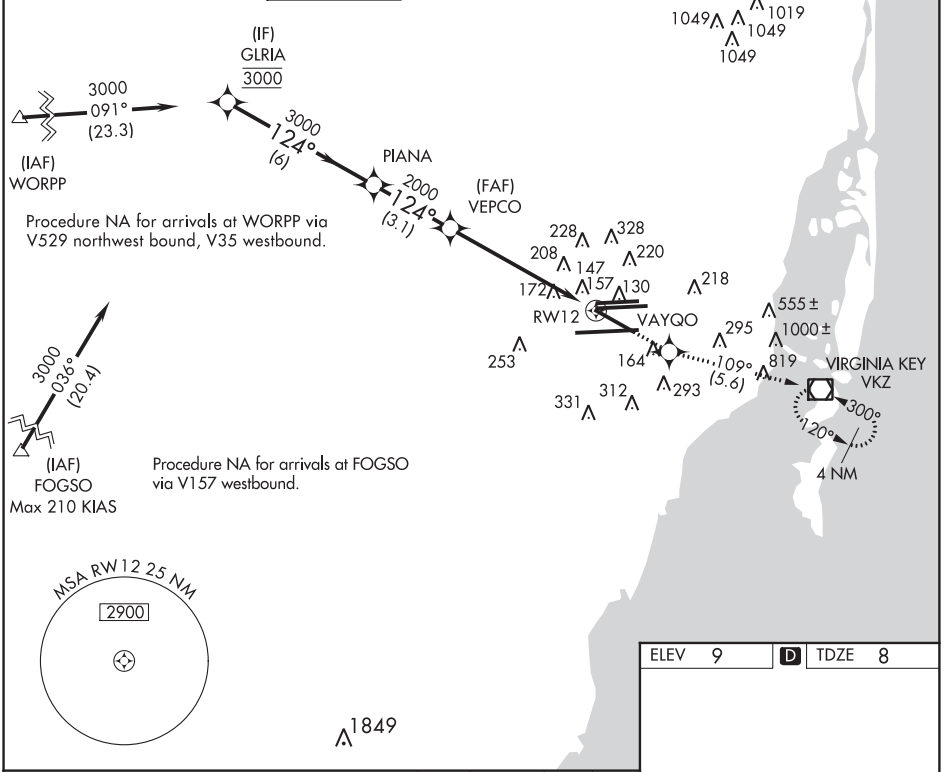 1019
1049
1049
1049
(IF)
GLRIA
3000
3000
091°
(23.3)
(IAF)
WORPP
3000
124°
(6)
PIANA
2000
124°
(3.1)
(FAF)
VEPCO
Procedure NA for arrivals at WORPP via
V529 northwest bound, V35 westbound.
228
328
208
220
147
172
157
130
218
RW12
VAYQO
555 ±
1000 ±
295
253
164
109°
(5.6)
819
VIRGINIA KEY
VKZ
293
312
331
300°
120°
4 NM
3000
036°
(20.4)
(IAF)
FOGSO
Max 210 KIAS
Procedure NA for arrivals at FOGSO
via V157 westbound.
MSA RW12 25 NM
2900
ELEV 9 D TDZE 8
1849